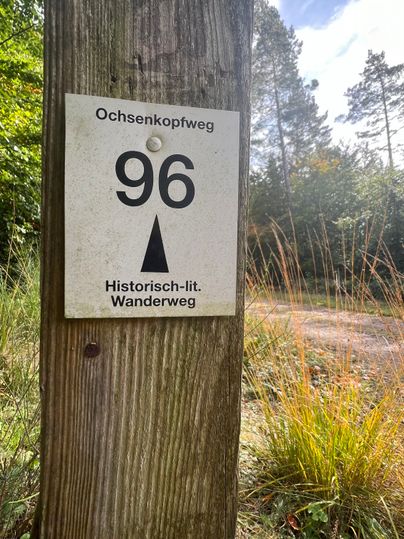 Ochsenkopfweg
96
Historisch-lit.
Wanderweg